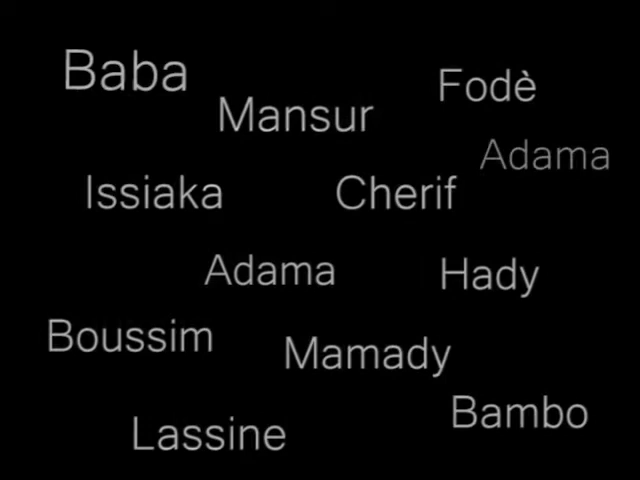 Baba
Fodè
Mansur
Adama
Issiaka
Cherif
Adama
Hady
Boussim
Mamady
Bambo
Lassine